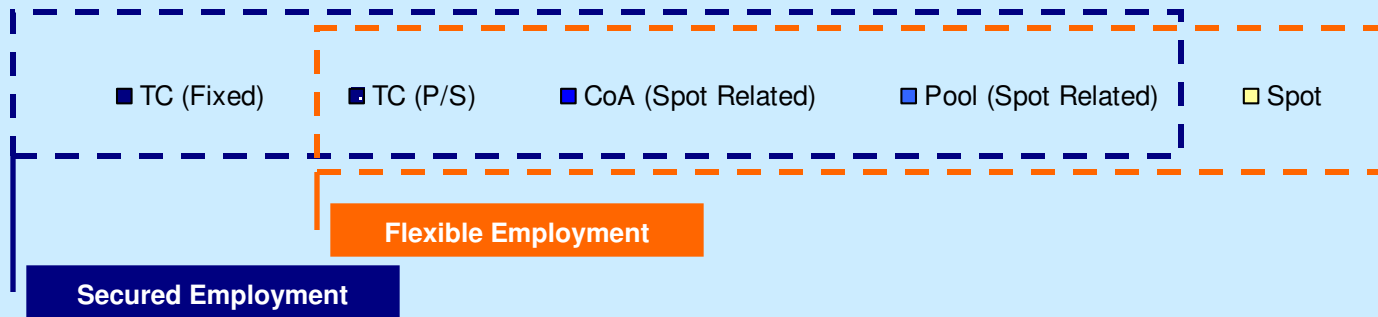 TC (Fixed) TC (P/S) CoA (Spot Related) Pool (Spot Related) Spot
Flexible Employment
Secured Employment